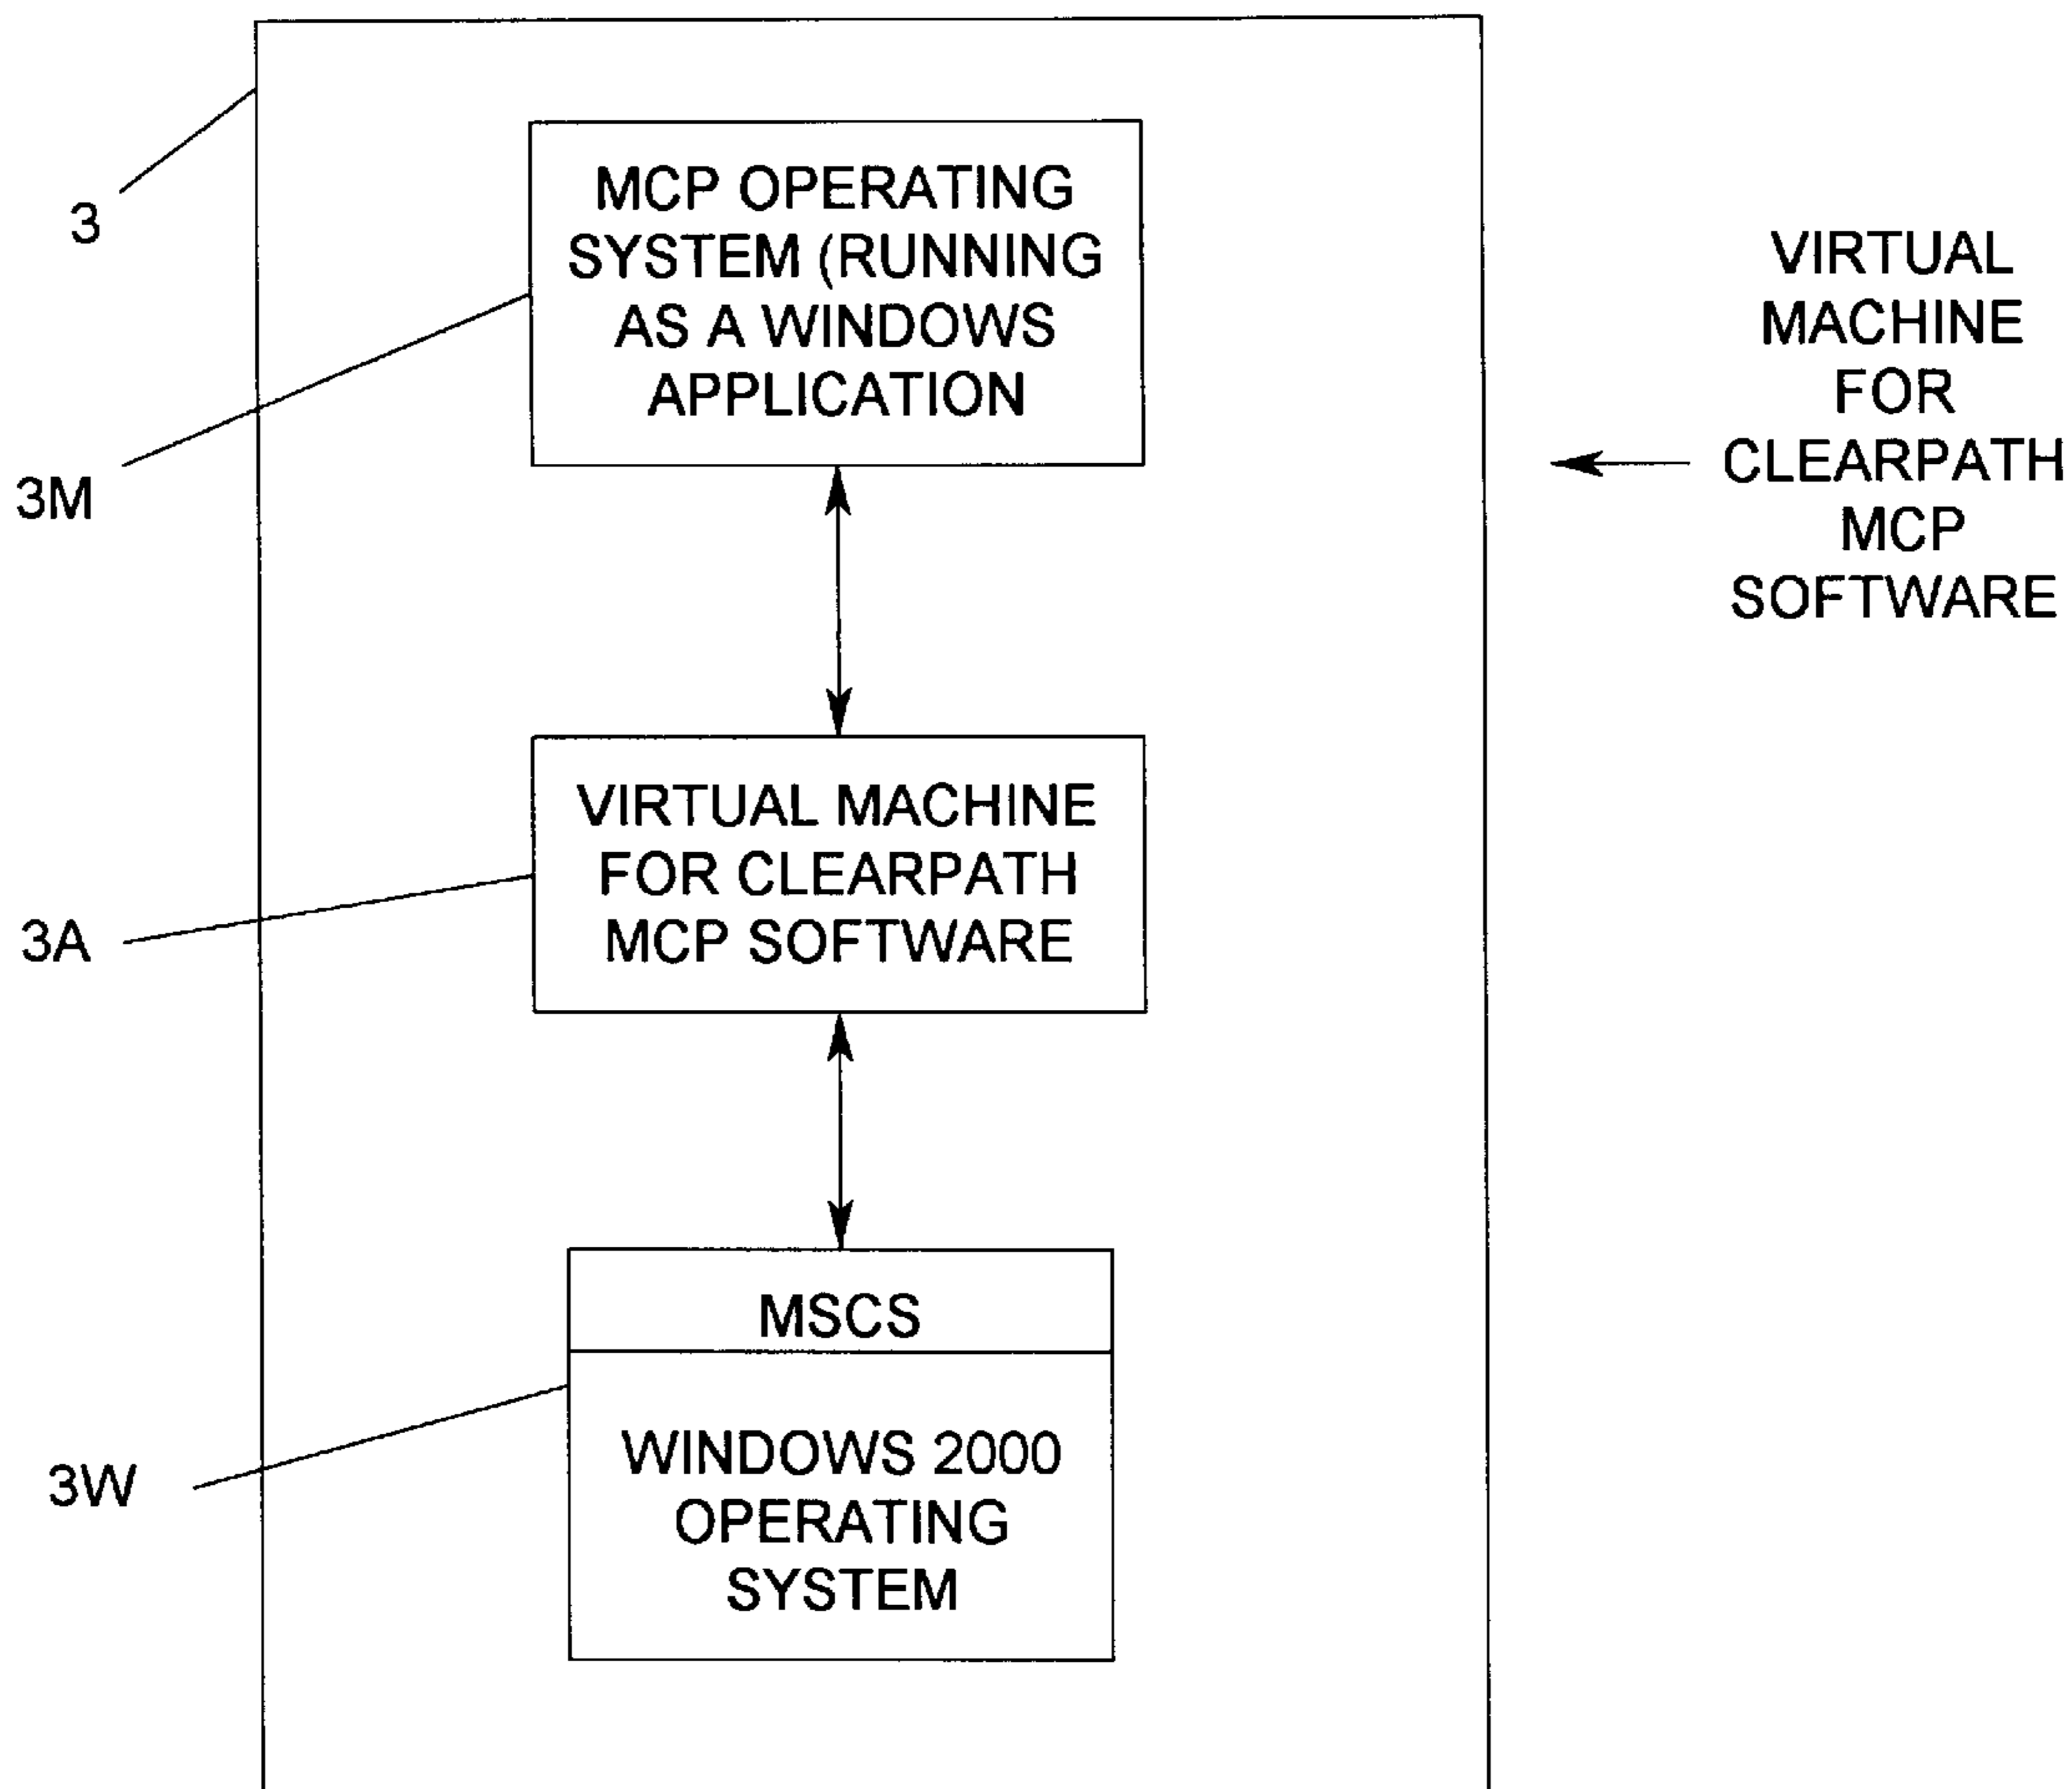 3
MCP OPERATING
SYSTEM (RUNNING
AS A WINDOWS
APPLICATION
3M
VIRTUAL
MACHINE
FOR
CLEARPATH
MCP
SOFTWARE
VIRTUAL MACHINE
FOR CLEARPATH
MCP SOFTWARE
3A
MSCS
WINDOWS 2000
OPERATING
SYSTEM
3W